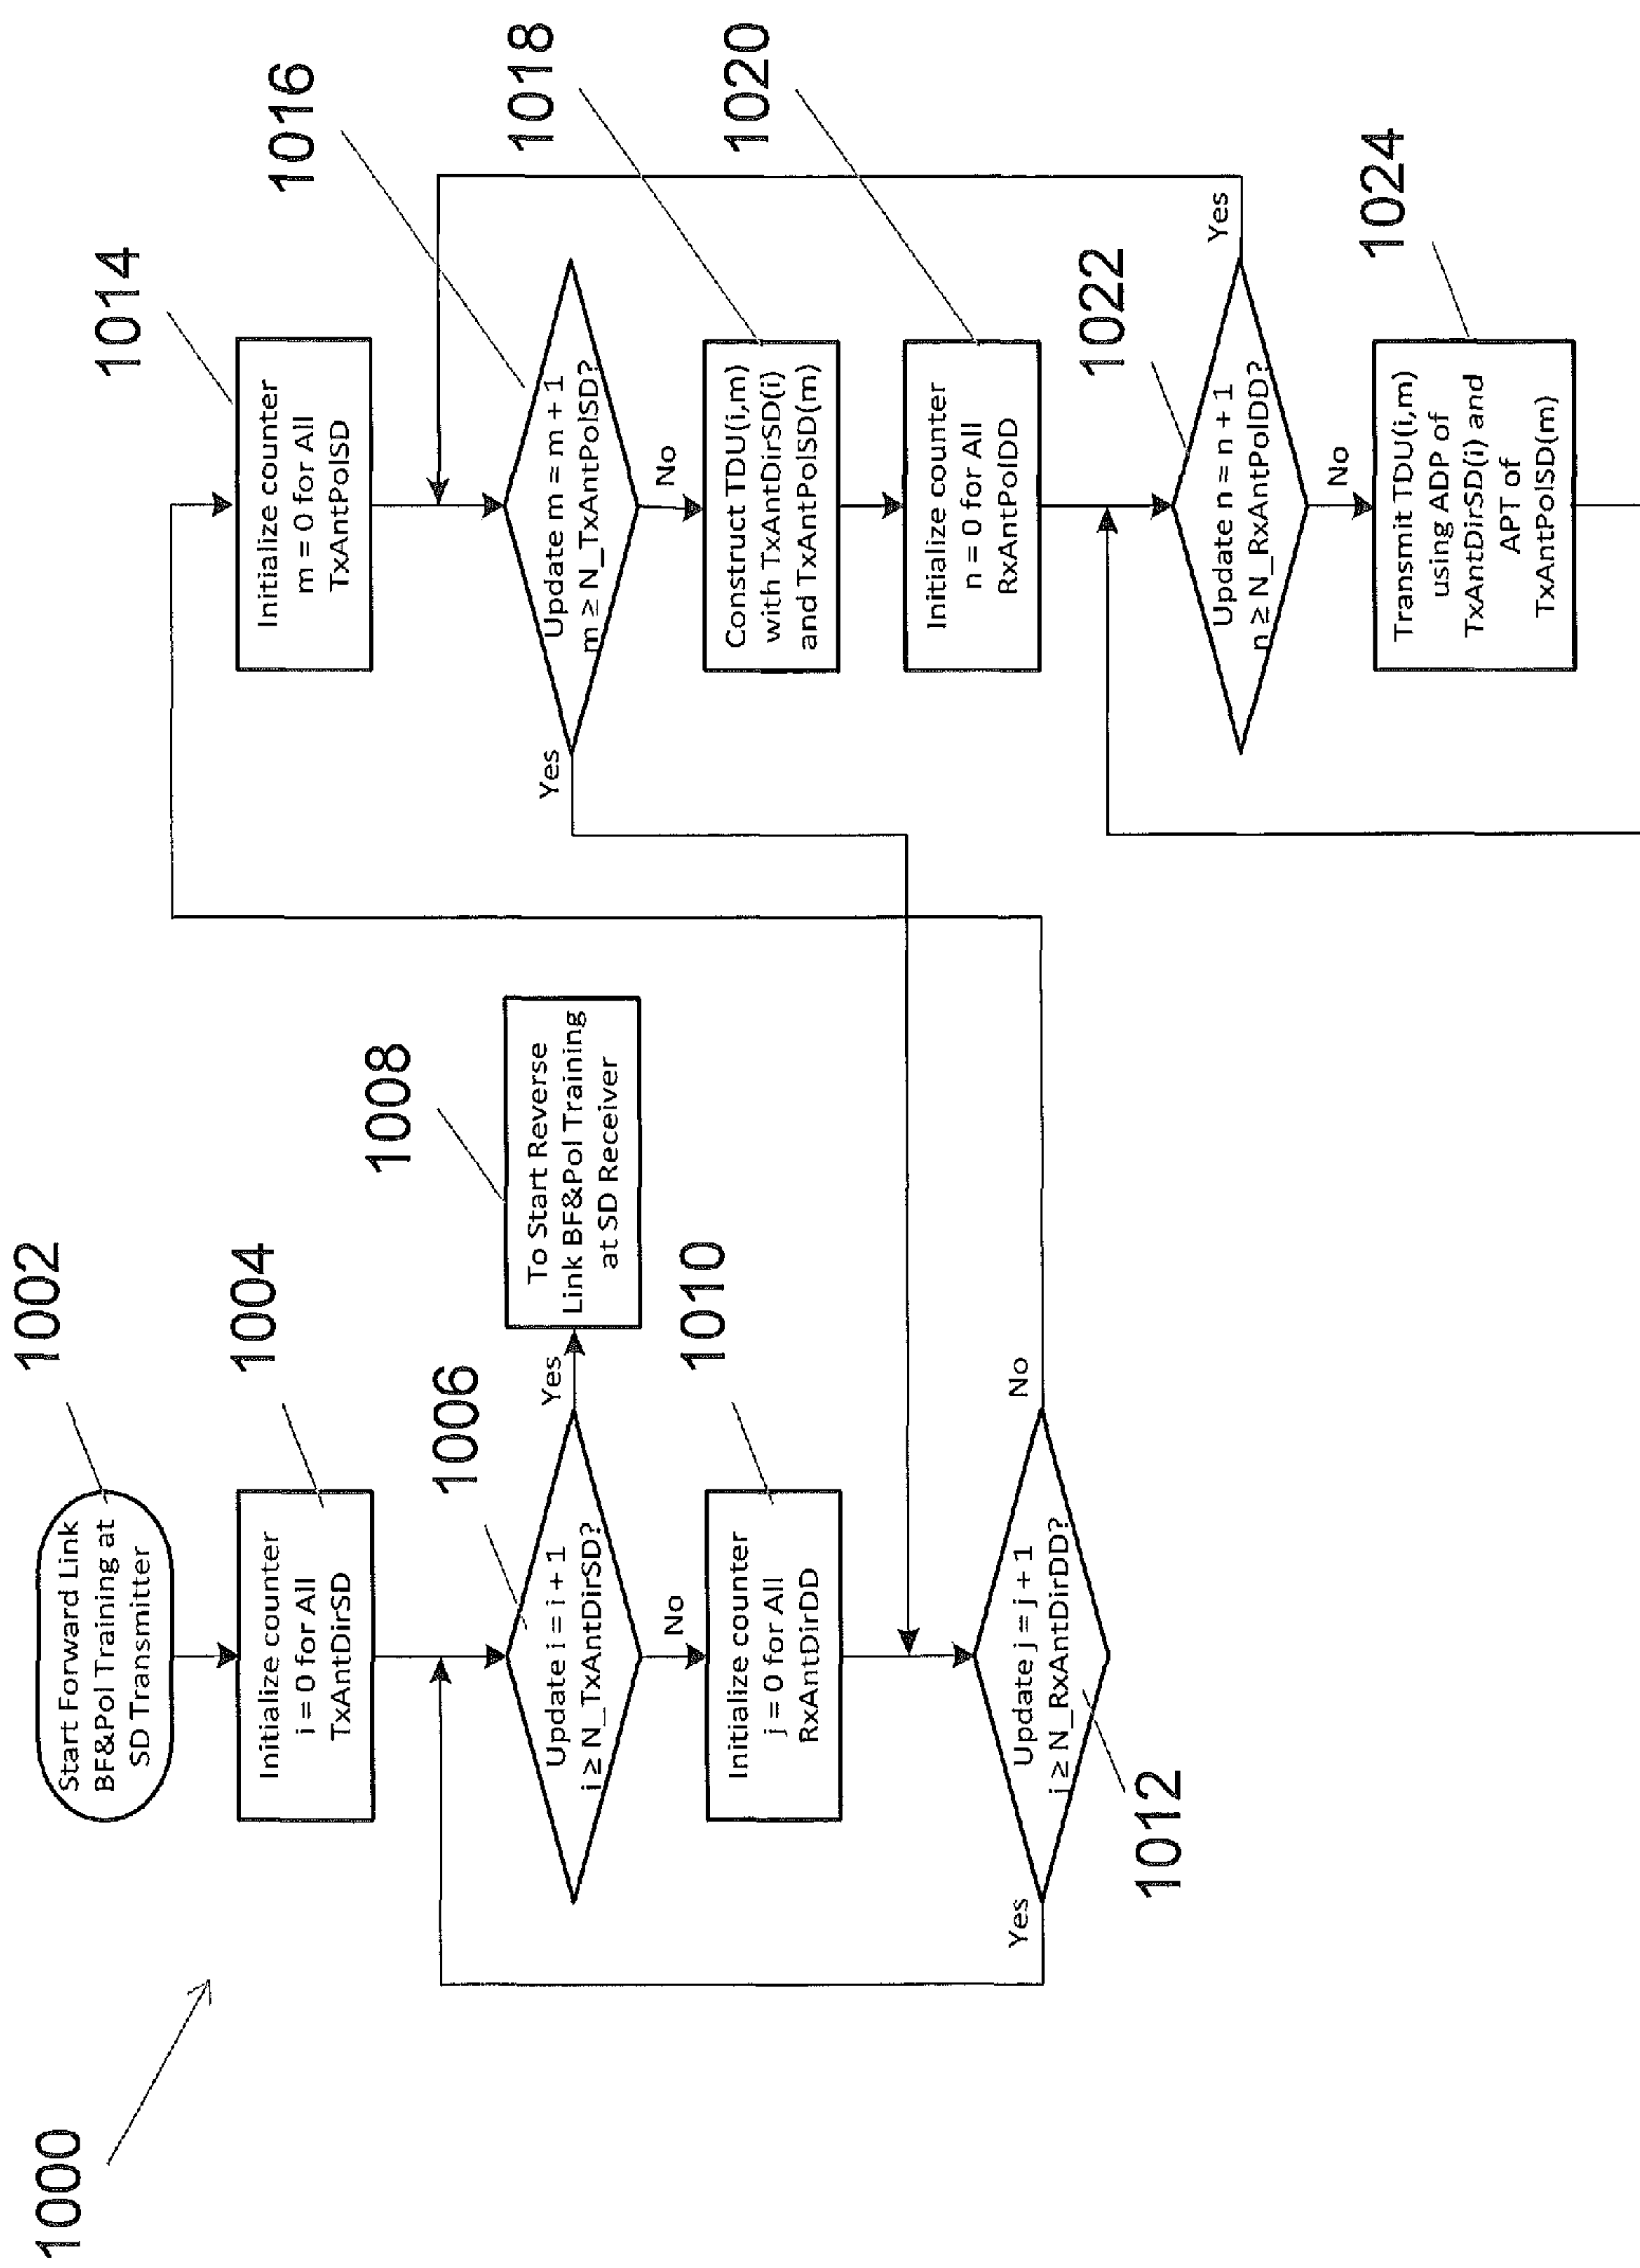 1000
1002
Start Forward Link
BF&Pol Training at
SD Transmitter
1004
Initialize counter
i = 0 for All
TxAntDirSD
1006
Update i = i + 1
i ≥ N_TxAntDirSD?
Yes
No
1008
To Start Reverse
Link BF&Pol Training
at SD Receiver
1010
Initialize counter
j = 0 for All
RxAntDirDD
1012
Update j = j + 1
j ≥ N_RxAntDirDD?
Yes
No
1014
Initialize counter
m = 0 for All
TxAntPolSD
1016
Update m = m + 1
m ≥ N_TxAntPolSD?
Yes
No
1018
Construct TDU(i,m)
with TxAntDirSD(i)
and TxAntPolSD(m)
1020
Initialize counter
n = 0 for All
RxAntPolDD
1022
Update n = n + 1
n ≥ N_RxAntPolDD?
Yes
No
1024
Transmit TDU(i,m)
using ADP of
TxAntDirSD(i) and
APT of
TxAntPolSD(m)